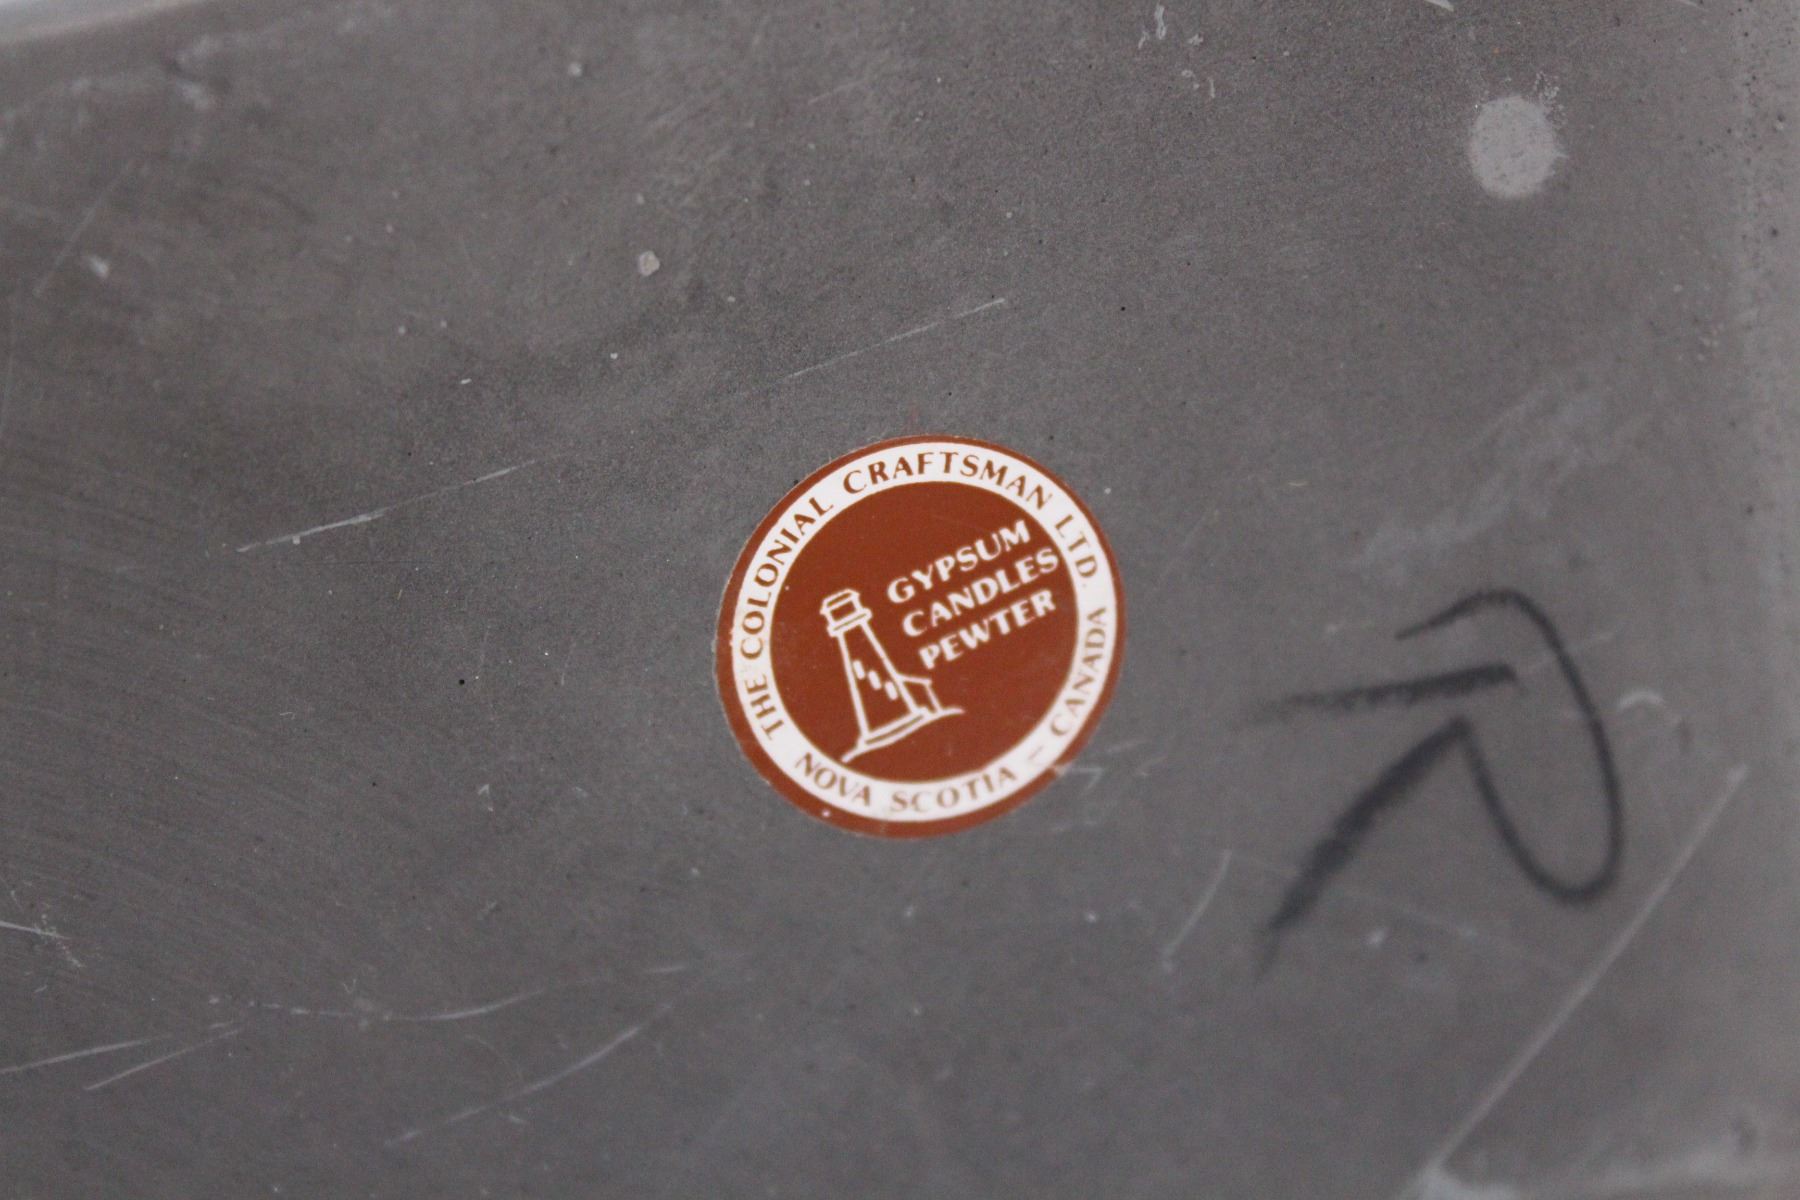 THE COLONIAL CRAFTSMAN LTD.
GYPSUM
CANDLES
PEWTER
NOVA SCOTIA – CANADA
R